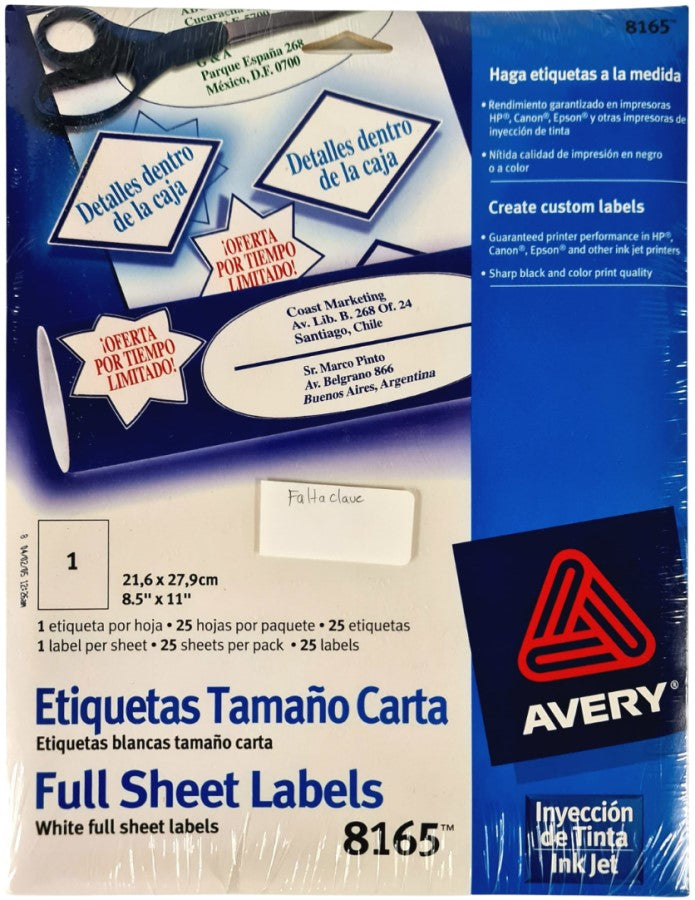 Cucaracha
G & A
Parque España 268
México, D.F. 0700
8165™
Haga etiquetas a la medida
• Rendimiento garantizado en impresoras
HP®, Canon®, Epson® y otras impresoras de
inyección de tinta
• Nítida calidad de impresión en negro
o a color
Create custom labels
• Guaranteed printer performance in HP®,
Canon®, Epson® and other ink jet printers
• Sharp black and color print quality
Detalles dentro
de la caja
Detalles dentro
de la caja
¡OFERTA
POR TIEMPO
LIMITADO!
¡OFERTA
POR TIEMPO
LIMITADO!
Coast Marketing
Av. Lib. B. 268 Of. 24
Santiago, Chile
Sr. Marco Pinto
Av. Belgrano 866
Buenos Aires, Argentina
Falta clave
1
21,6 x 27,9cm
8.5" x 11"
1 etiqueta por hoja • 25 hojas por paquete • 25 etiquetas
1 label per sheet • 25 sheets per pack • 25 labels
Etiquetas Tamaño Carta
Etiquetas blancas tamaño carta
Full Sheet Labels
White full sheet labels
8165™
AVERY®
Inyección
de Tinta
Ink Jet